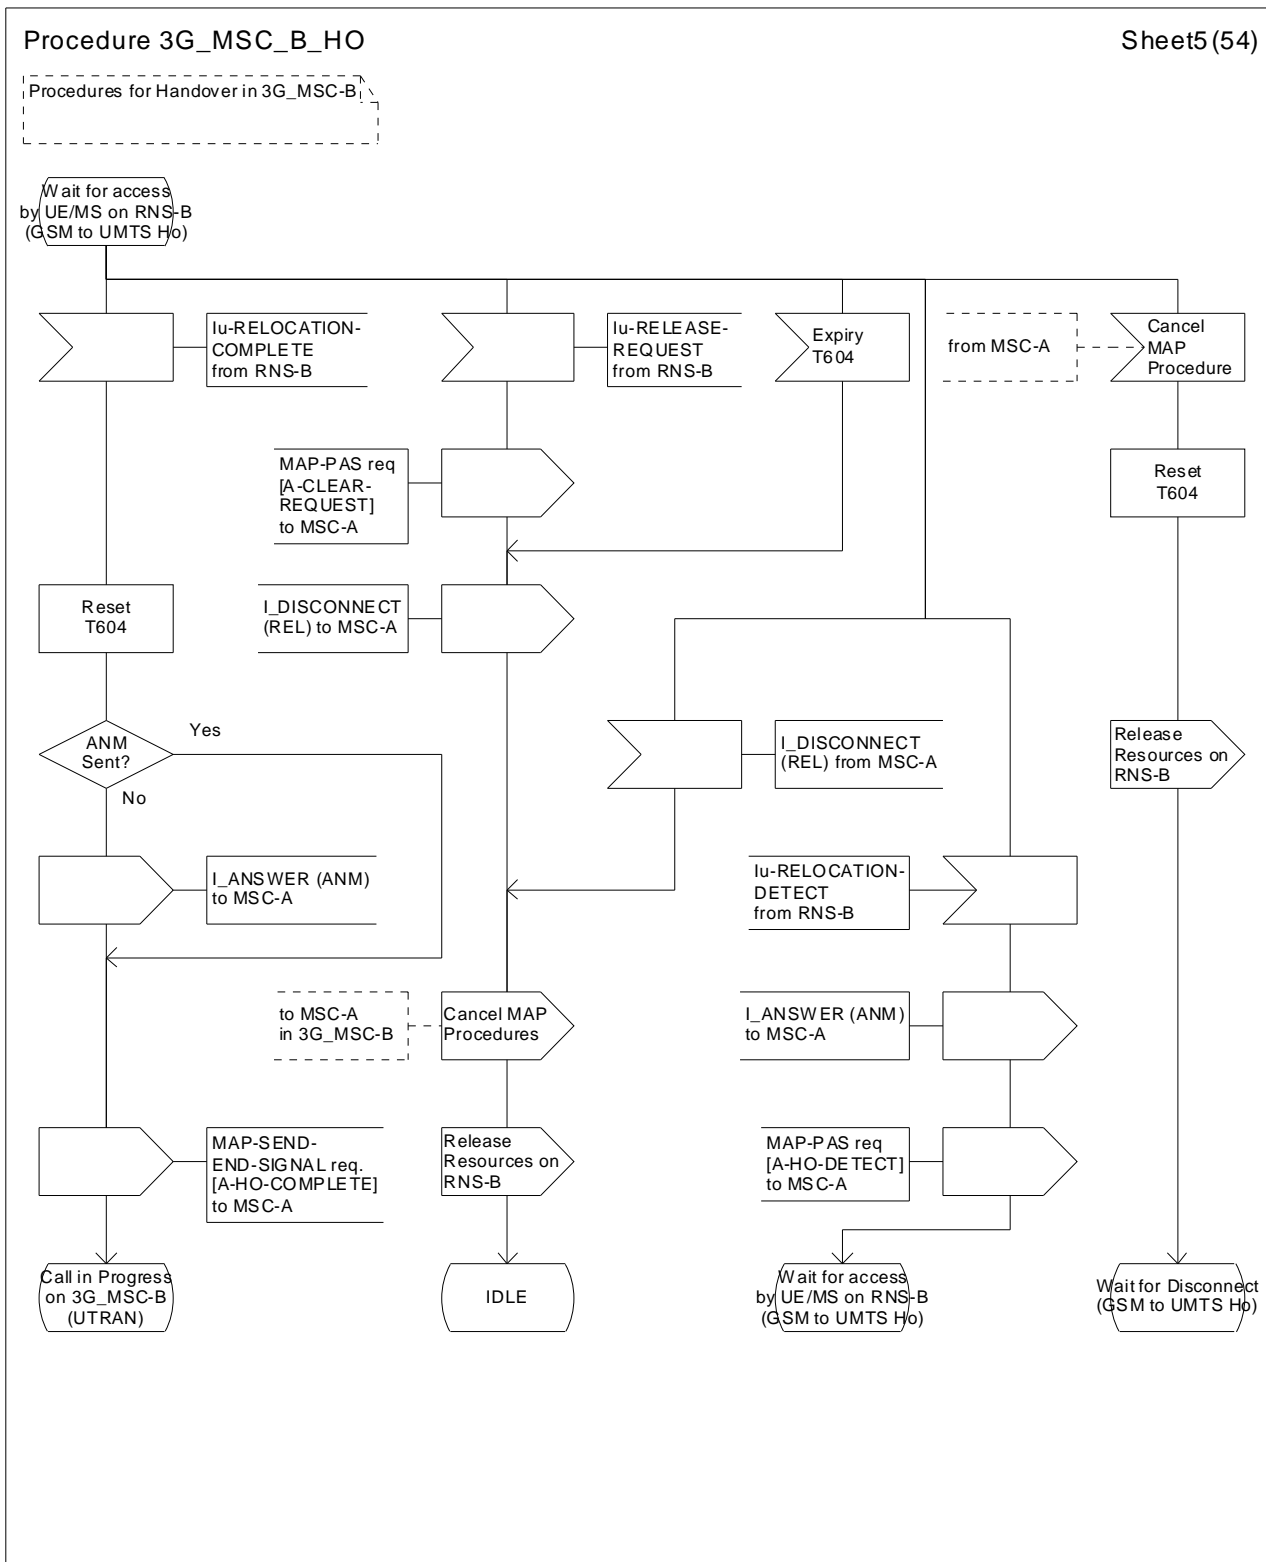 Procedure 3G_MSC_B_HO
Sheet5(54)
Procedures for Handover in 3G_MSC-B
Wait for access
by UE/MS on RNS-B
(GSM to UMTS Ho)
Iu-RELOCATION-
COMPLETE
from RNS-B
Iu-RELEASE-
REQUEST
from RNS-B
Expiry
T604
from MSC-A
Cancel
MAP
Procedure
MAP-PAS req
[A-CLEAR-
REQUEST]
to MSC-A
Reset
T604
Reset
T604
I_DISCONNECT
(REL) to MSC-A
ANM
Sent?
Yes
No
I_DISCONNECT
(REL) from MSC-A
Release
Resources on
RNS-B
I_ANSWER (ANM)
to MSC-A
Iu-RELOCATION-
DETECT
from RNS-B
to MSC-A
in 3G_MSC-B
Cancel MAP
Procedures
I_ANSWER (ANM)
to MSC-A
MAP-SEND-
END-SIGNAL req.
[A-HO-COMPLETE]
to MSC-A
Release
Resources on
RNS-B
MAP-PAS req
[A-HO-DETECT]
to MSC-A
Call in Progress
on 3G_MSC-B
(UTRAN)
IDLE
Wait for access
by UE/MS on RNS-B
(GSM to UMTS Ho)
Wait for Disconnect
(GSM to UMTS Ho)